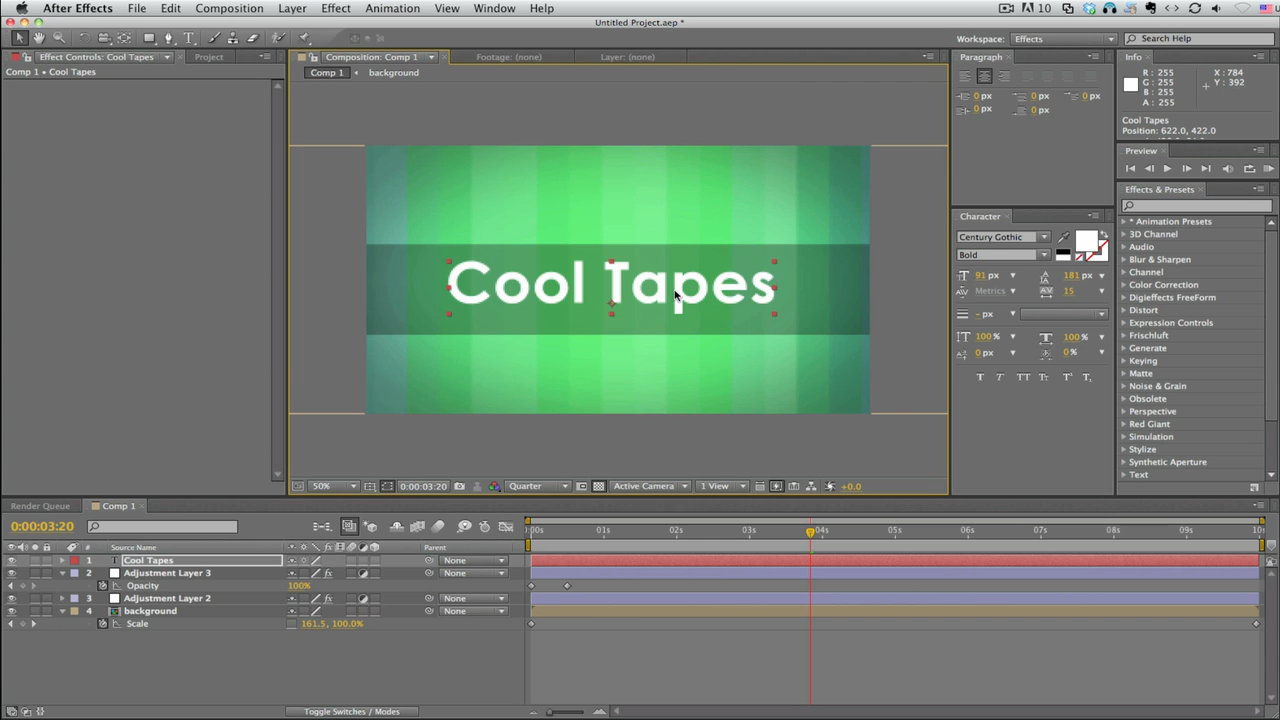 After Effects File Edit Composition Layer Effect Animation View Window Help 10
Untitled Project.aep *
Workspace: Effects Search Help
Effect Controls: Cool Tapes Project
Comp 1 • Cool Tapes
Composition: Comp 1 Footage: (none) Layer: (none)
Comp 1 background
Cool Tapes
50% 0:00:03:20 Quarter Active Camera 1 View +0.0
Paragraph
0 px 0 px 0 px
0 px 0 px
Character
Century Gothic
Bold
91 px 181 px
Metrics 15
- px
100% 100%
0 px 0%
T T TT Tr T¹ T₁
Info
R : 255
G : 255
B : 255
A : 255
X : 784
Y : 392
Cool Tapes
Position: 622.0, 422.0
Preview
Effects & Presets
* Animation Presets
3D Channel
Audio
Blur & Sharpen
Channel
Color Correction
Digieffects FreeForm
Distort
Expression Controls
Frischluft
Generate
Keying
Matte
Noise & Grain
Obsolete
Perspective
Red Giant
Simulation
Stylize
Synthetic Aperture
Text
Render Queue Comp 1
0:00:03:20
:00s 01s 02s 03s 04s 05s 06s 07s 08s 09s 10s
# Source Name Parent
1 T Cool Tapes None
2 Adjustment Layer 3 None
Opacity 100%
3 Adjustment Layer 2 None
4 background None
Scale 161.5, 100.0%
Toggle Switches / Modes